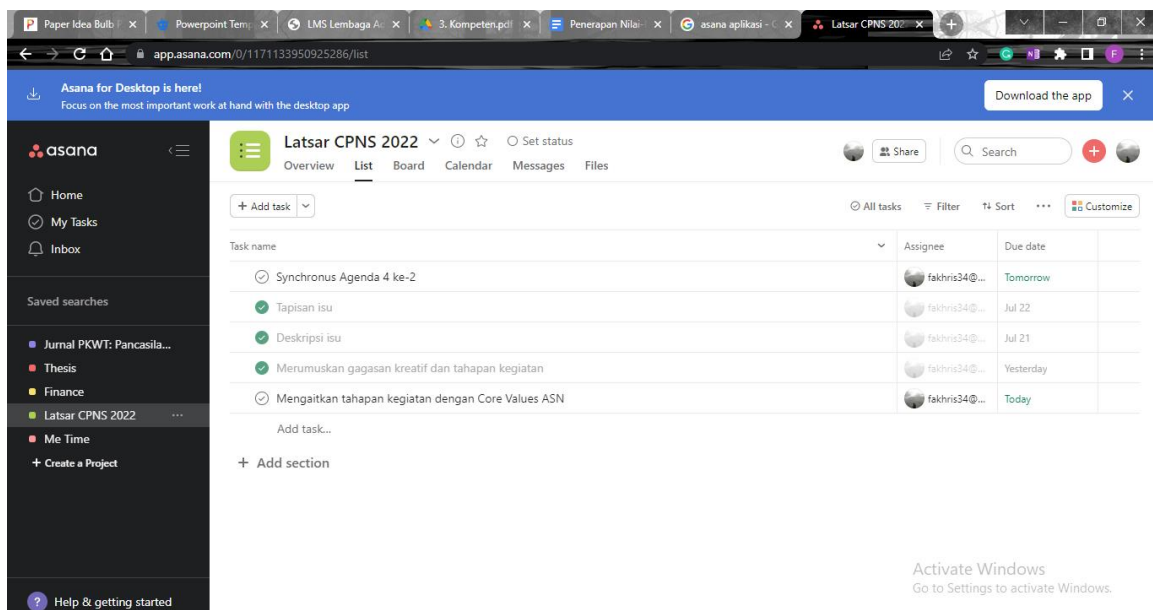 Paper Idea Bulb F
Powerpoint Temp
LMS Lembaga Ac
3. Kompeten.pdf
Penerapan Nilai-
asana aplikasi - G
Latsar CPNS 202
app.asana.com/0/1171133950925286/list
Asana for Desktop is here!
Focus on the most important work at hand with the desktop app
Download the app
asana
Home
My Tasks
Inbox
Saved searches
Jurnal PKWT: Pancasila...
Thesis
Finance
Latsar CPNS 2022
Me Time
+ Create a Project
? Help & getting started
Latsar CPNS 2022
Set status
Overview List Board Calendar Messages Files
Share
Search
+ Add task
All tasks Filter Sort Customize
Task name Assignee Due date
Synchronus Agenda 4 ke-2 fakhris34@... Tomorrow
Tapisan isu fakhris34@... Jul 22
Deskripsi isu fakhris34@... Jul 21
Merumuskan gagasan kreatif dan tahapan kegiatan fakhris34@... Yesterday
Mengaitkan tahapan kegiatan dengan Core Values ASN fakhris34@... Today
Add task...
+ Add section
Activate Windows
Go to Settings to activate Windows.